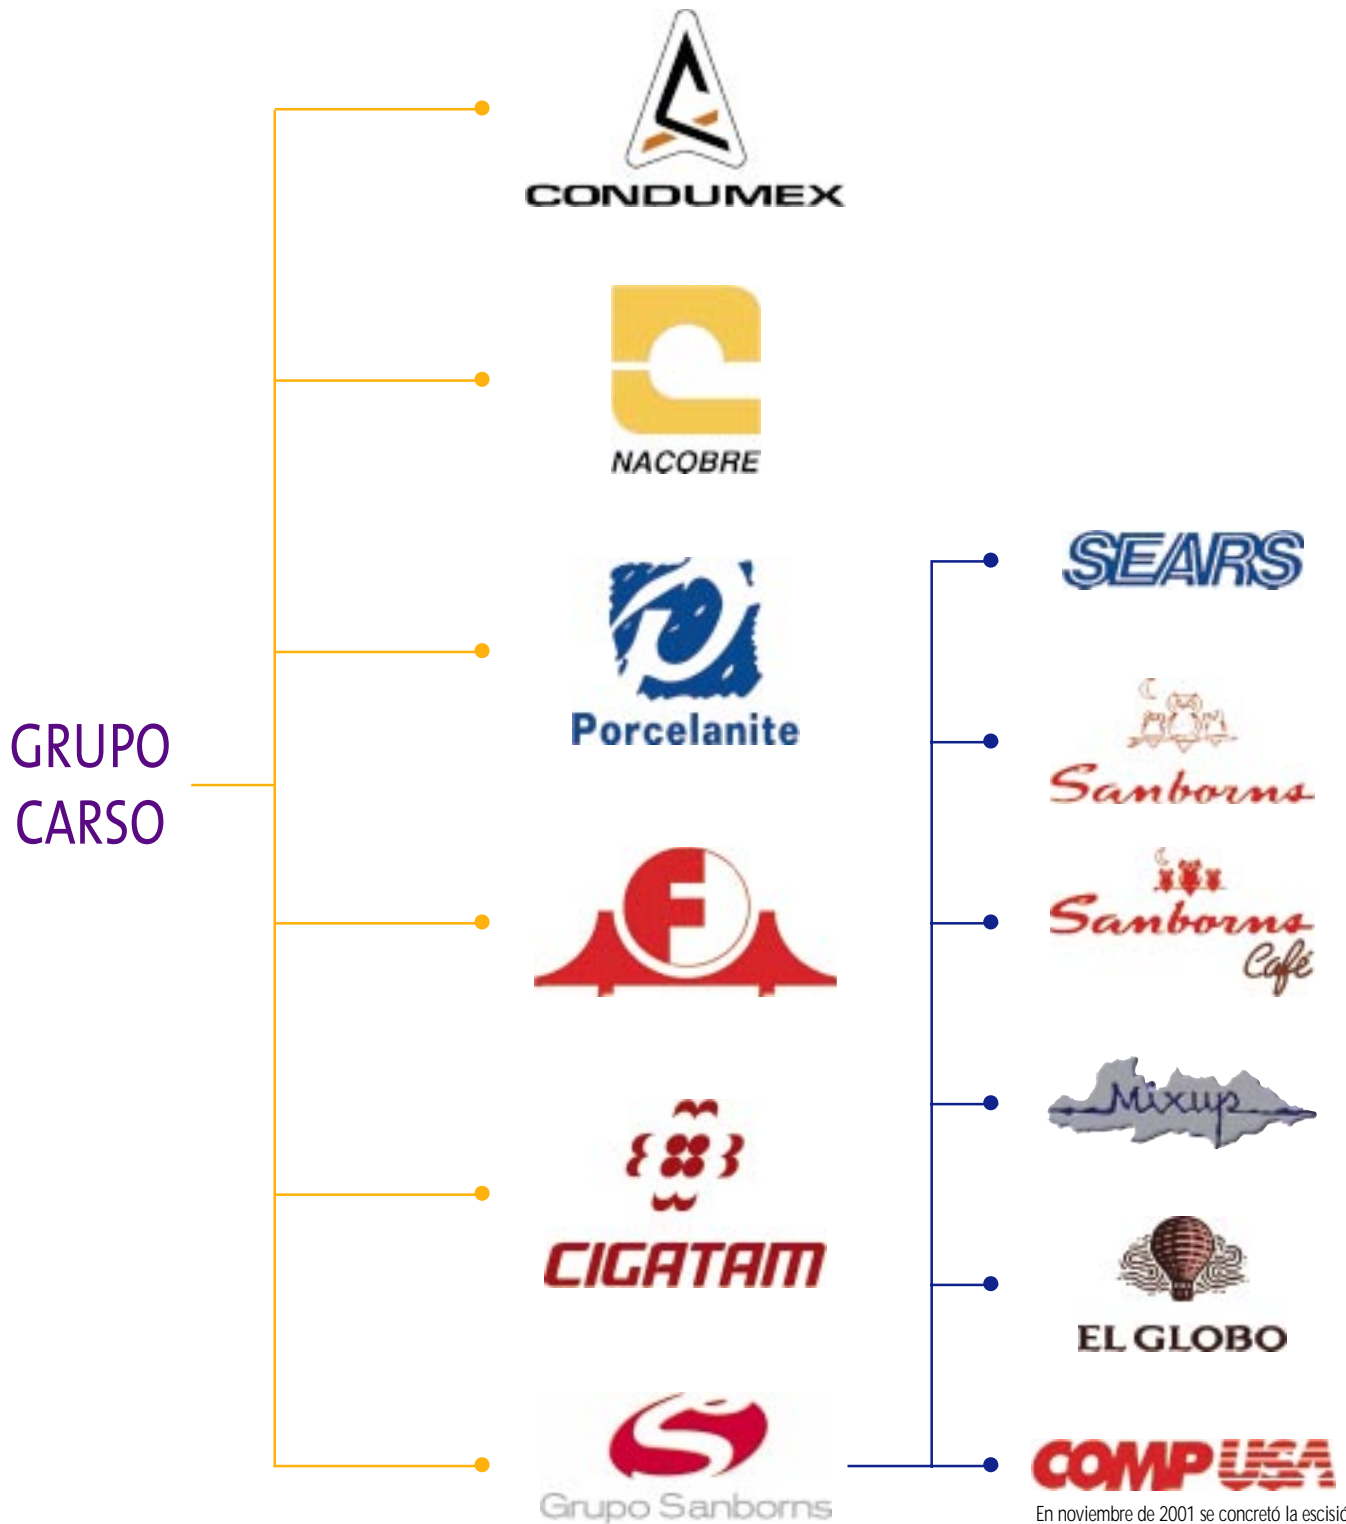 GRUPO
CARSO
CONDUMEX
NACOBRE
Porcelanite
F
CIGATAM
Grupo Sanborns
SEARS
Sanborns
Sanborns
Café
Mixup
EL GLOBO
COMPUSA
En noviembre de 2001 se concretó la